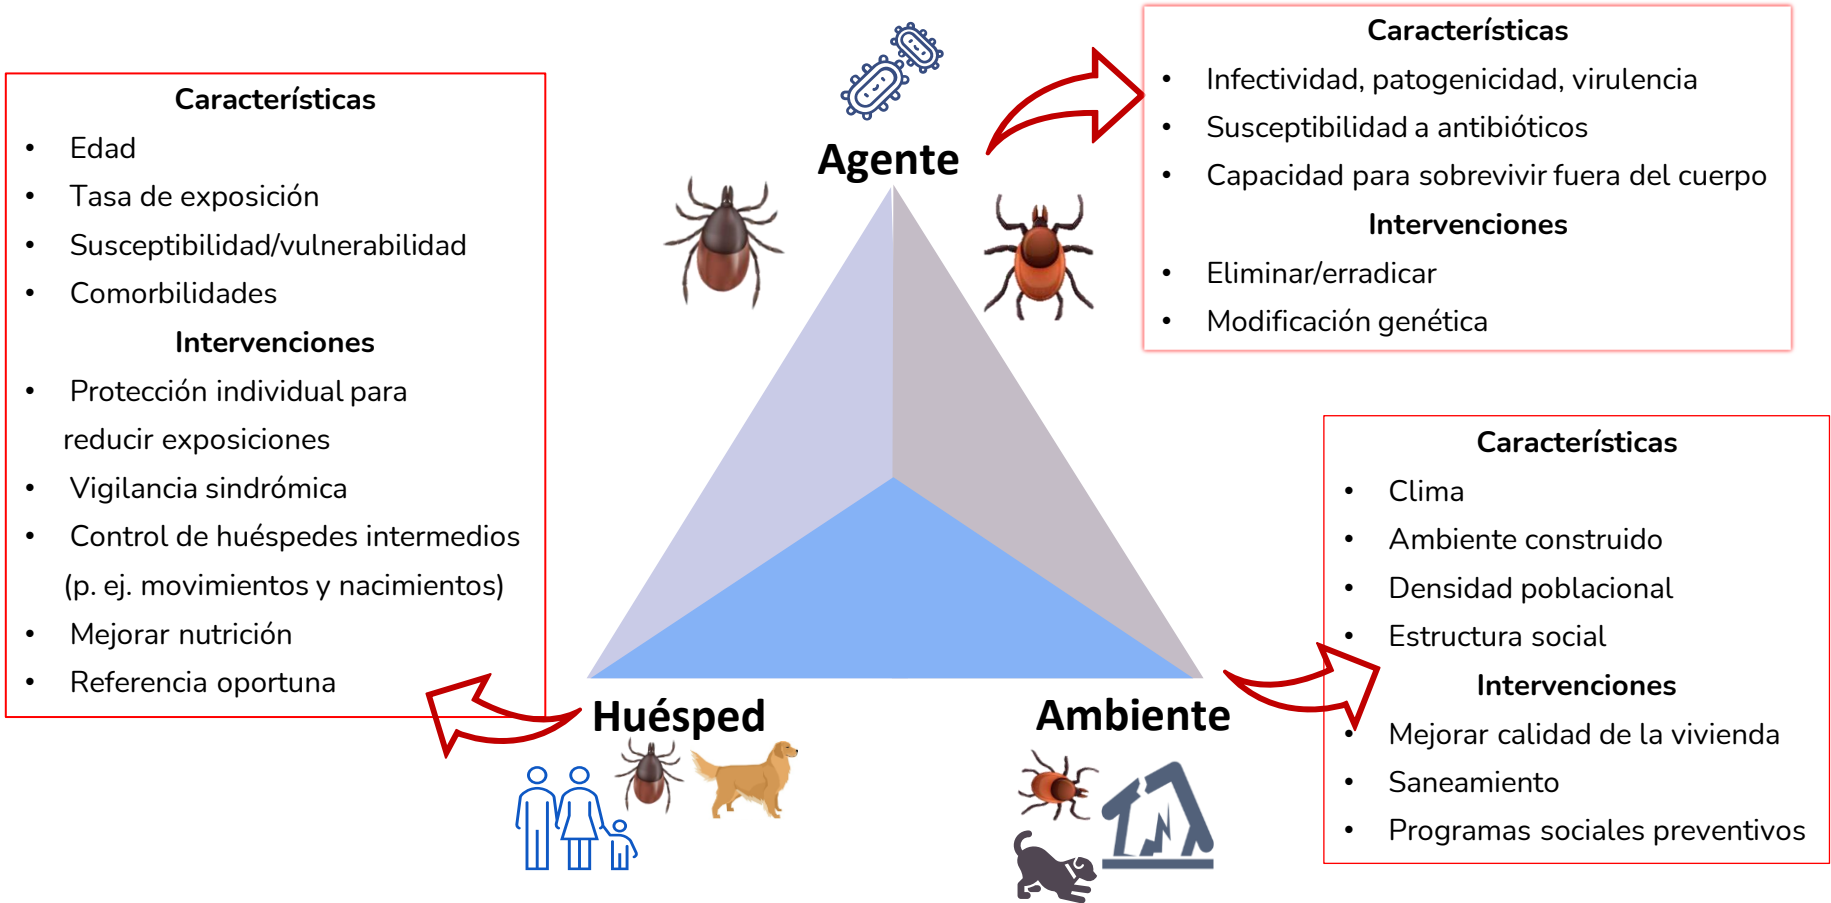 Características
• Edad
• Tasa de exposición
• Susceptibilidad/vulnerabilidad
• Comorbilidades
Intervenciones
• Protección individual para
reducir exposiciones
• Vigilancia sindrómica
• Control de huéspedes intermedios
(p. ej. movimientos y nacimientos)
• Mejorar nutrición
• Referencia oportuna
Agente
Huésped
Ambiente
Características
• Infectividad, patogenicidad, virulencia
• Susceptibilidad a antibióticos
• Capacidad para sobrevivir fuera del cuerpo
Intervenciones
• Eliminar/erradicar
• Modificación genética
Características
• Clima
• Ambiente construido
• Densidad poblacional
• Estructura social
Intervenciones
• Mejorar calidad de la vivienda
• Saneamiento
• Programas sociales preventivos